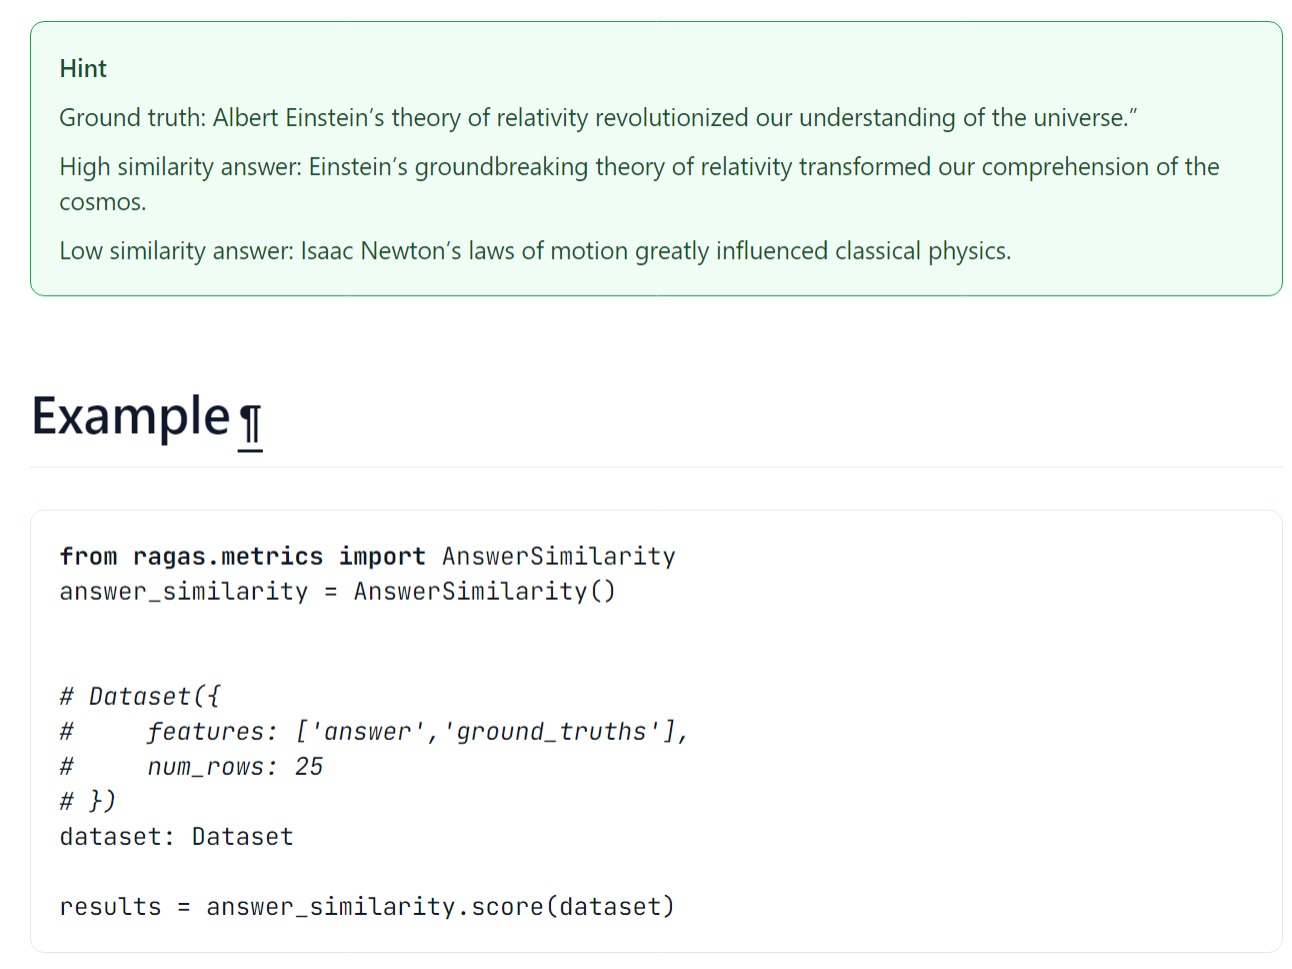 Hint
Ground truth: Albert Einstein’s theory of relativity revolutionized our understanding of the universe.”
High similarity answer: Einstein’s groundbreaking theory of relativity transformed our comprehension of the
cosmos.
Low similarity answer: Isaac Newton’s laws of motion greatly influenced classical physics.
Example¶
from ragas.metrics import AnswerSimilarity
answer_similarity = AnswerSimilarity()
# Dataset({
#     features: ['answer','ground_truths'],
#     num_rows: 25
# })
dataset: Dataset
results = answer_similarity.score(dataset)